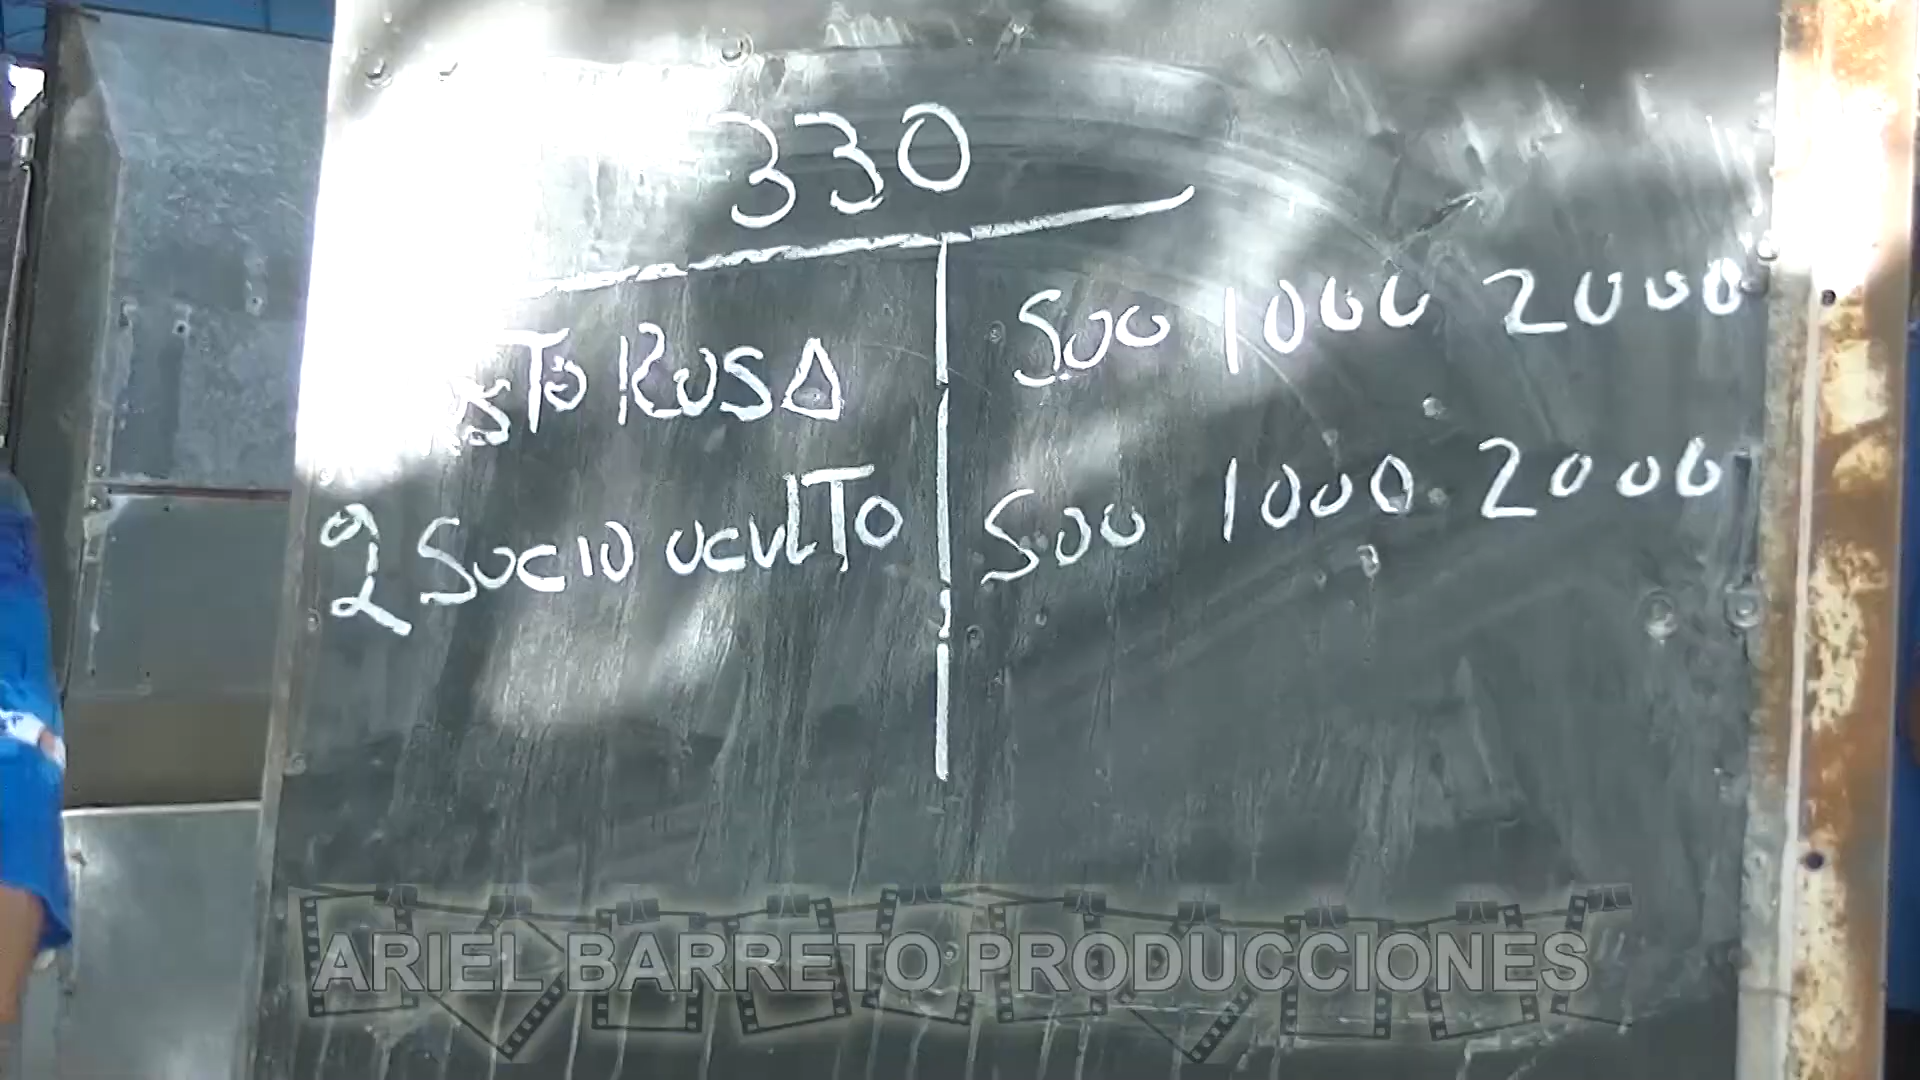 330
RUSA 500 1000 2000
2 SOCIO OCULTO 500 1000 2000
ARIEL BARRETO PRODUCCIONES